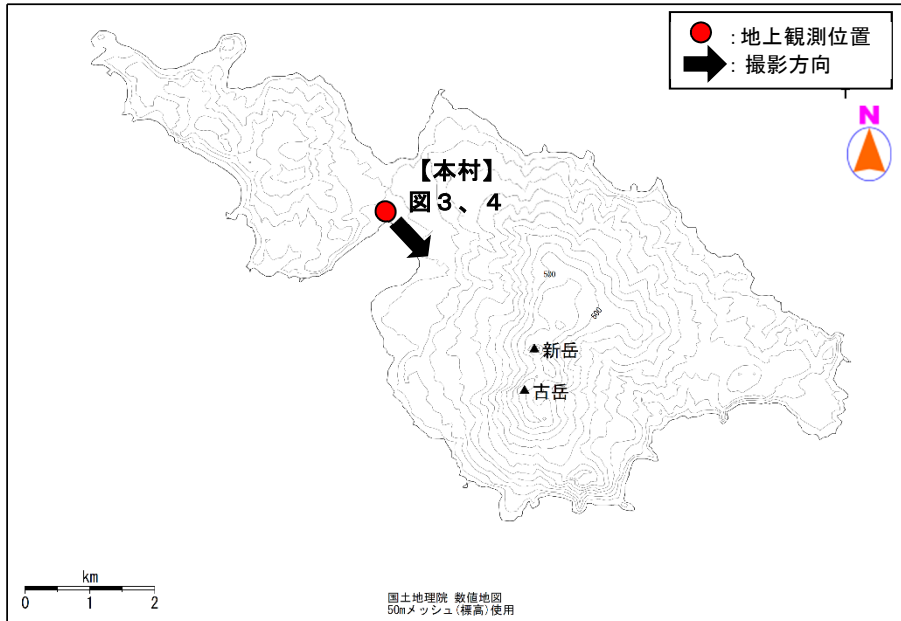 ：地上観測位置
：撮影方向
N
【本村】
図３、４
500
500
新岳
古岳
km
0 1 2
国土地理院 数値地図
50mメッシュ(標高)使用